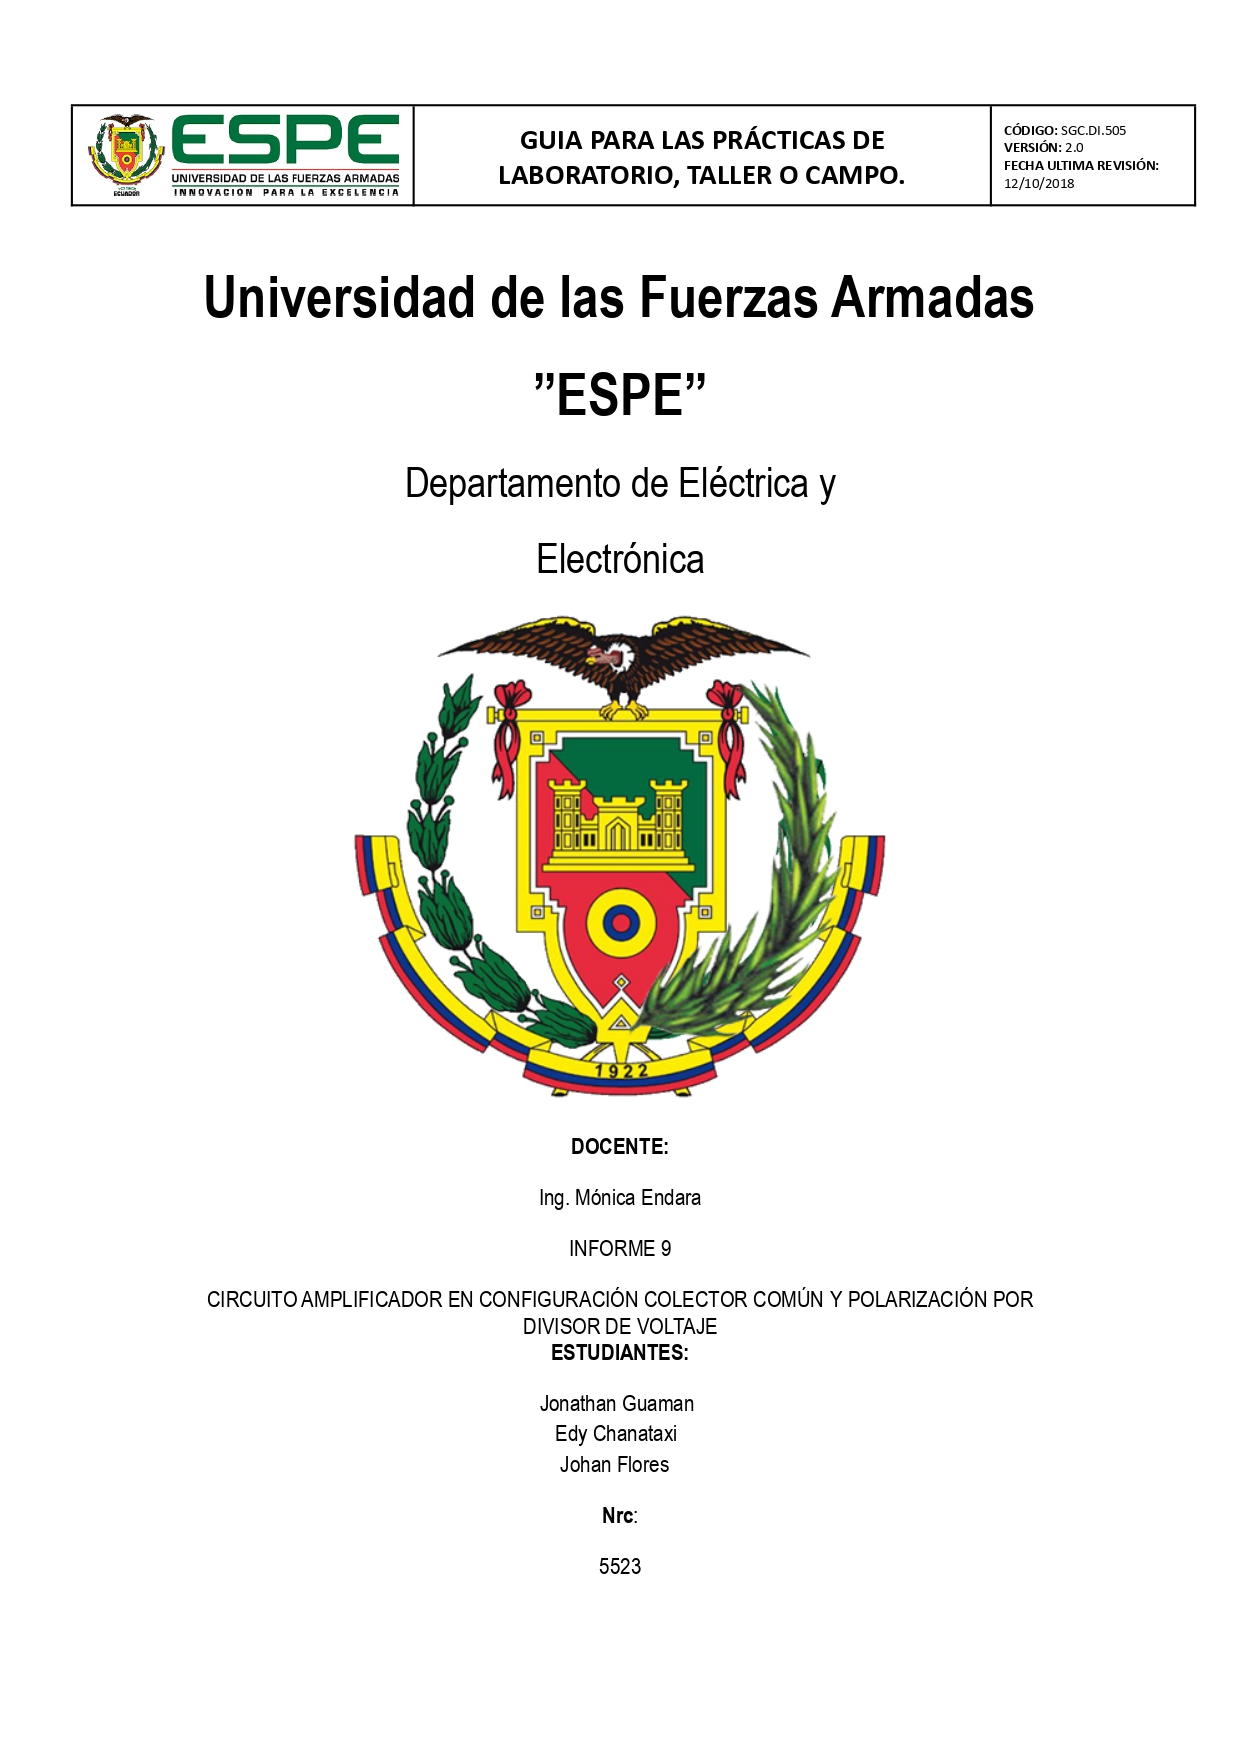 ESPE
UNIVERSIDAD DE LAS FUERZAS ARMADAS
INNOVACION PARA LA EXCELENCIA
ECUADOR
GUIA PARA LAS PRÁCTICAS DE
LABORATORIO, TALLER O CAMPO.
CÓDIGO: SGC.DI.505
VERSIÓN: 2.0
FECHA ULTIMA REVISIÓN:
12/10/2018
Universidad de las Fuerzas Armadas
”ESPE”
Departamento de Eléctrica y
Electrónica
1922
DOCENTE:
Ing. Mónica Endara
INFORME 9
CIRCUITO AMPLIFICADOR EN CONFIGURACIÓN COLECTOR COMÚN Y POLARIZACIÓN POR
DIVISOR DE VOLTAJE
ESTUDIANTES:
Jonathan Guaman
Edy Chanataxi
Johan Flores
Nrc:
5523